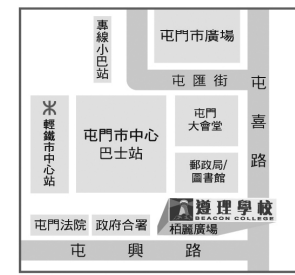 專線小巴站
屯門市廣場
屯匯街
屯喜路
輕鐵市中心站
屯門市中心
巴士站
屯門
大會堂
郵政局/
圖書館
遵理學校
BEACON COLLEGE
栢麗廣場
屯門法院
政府合署
屯興路